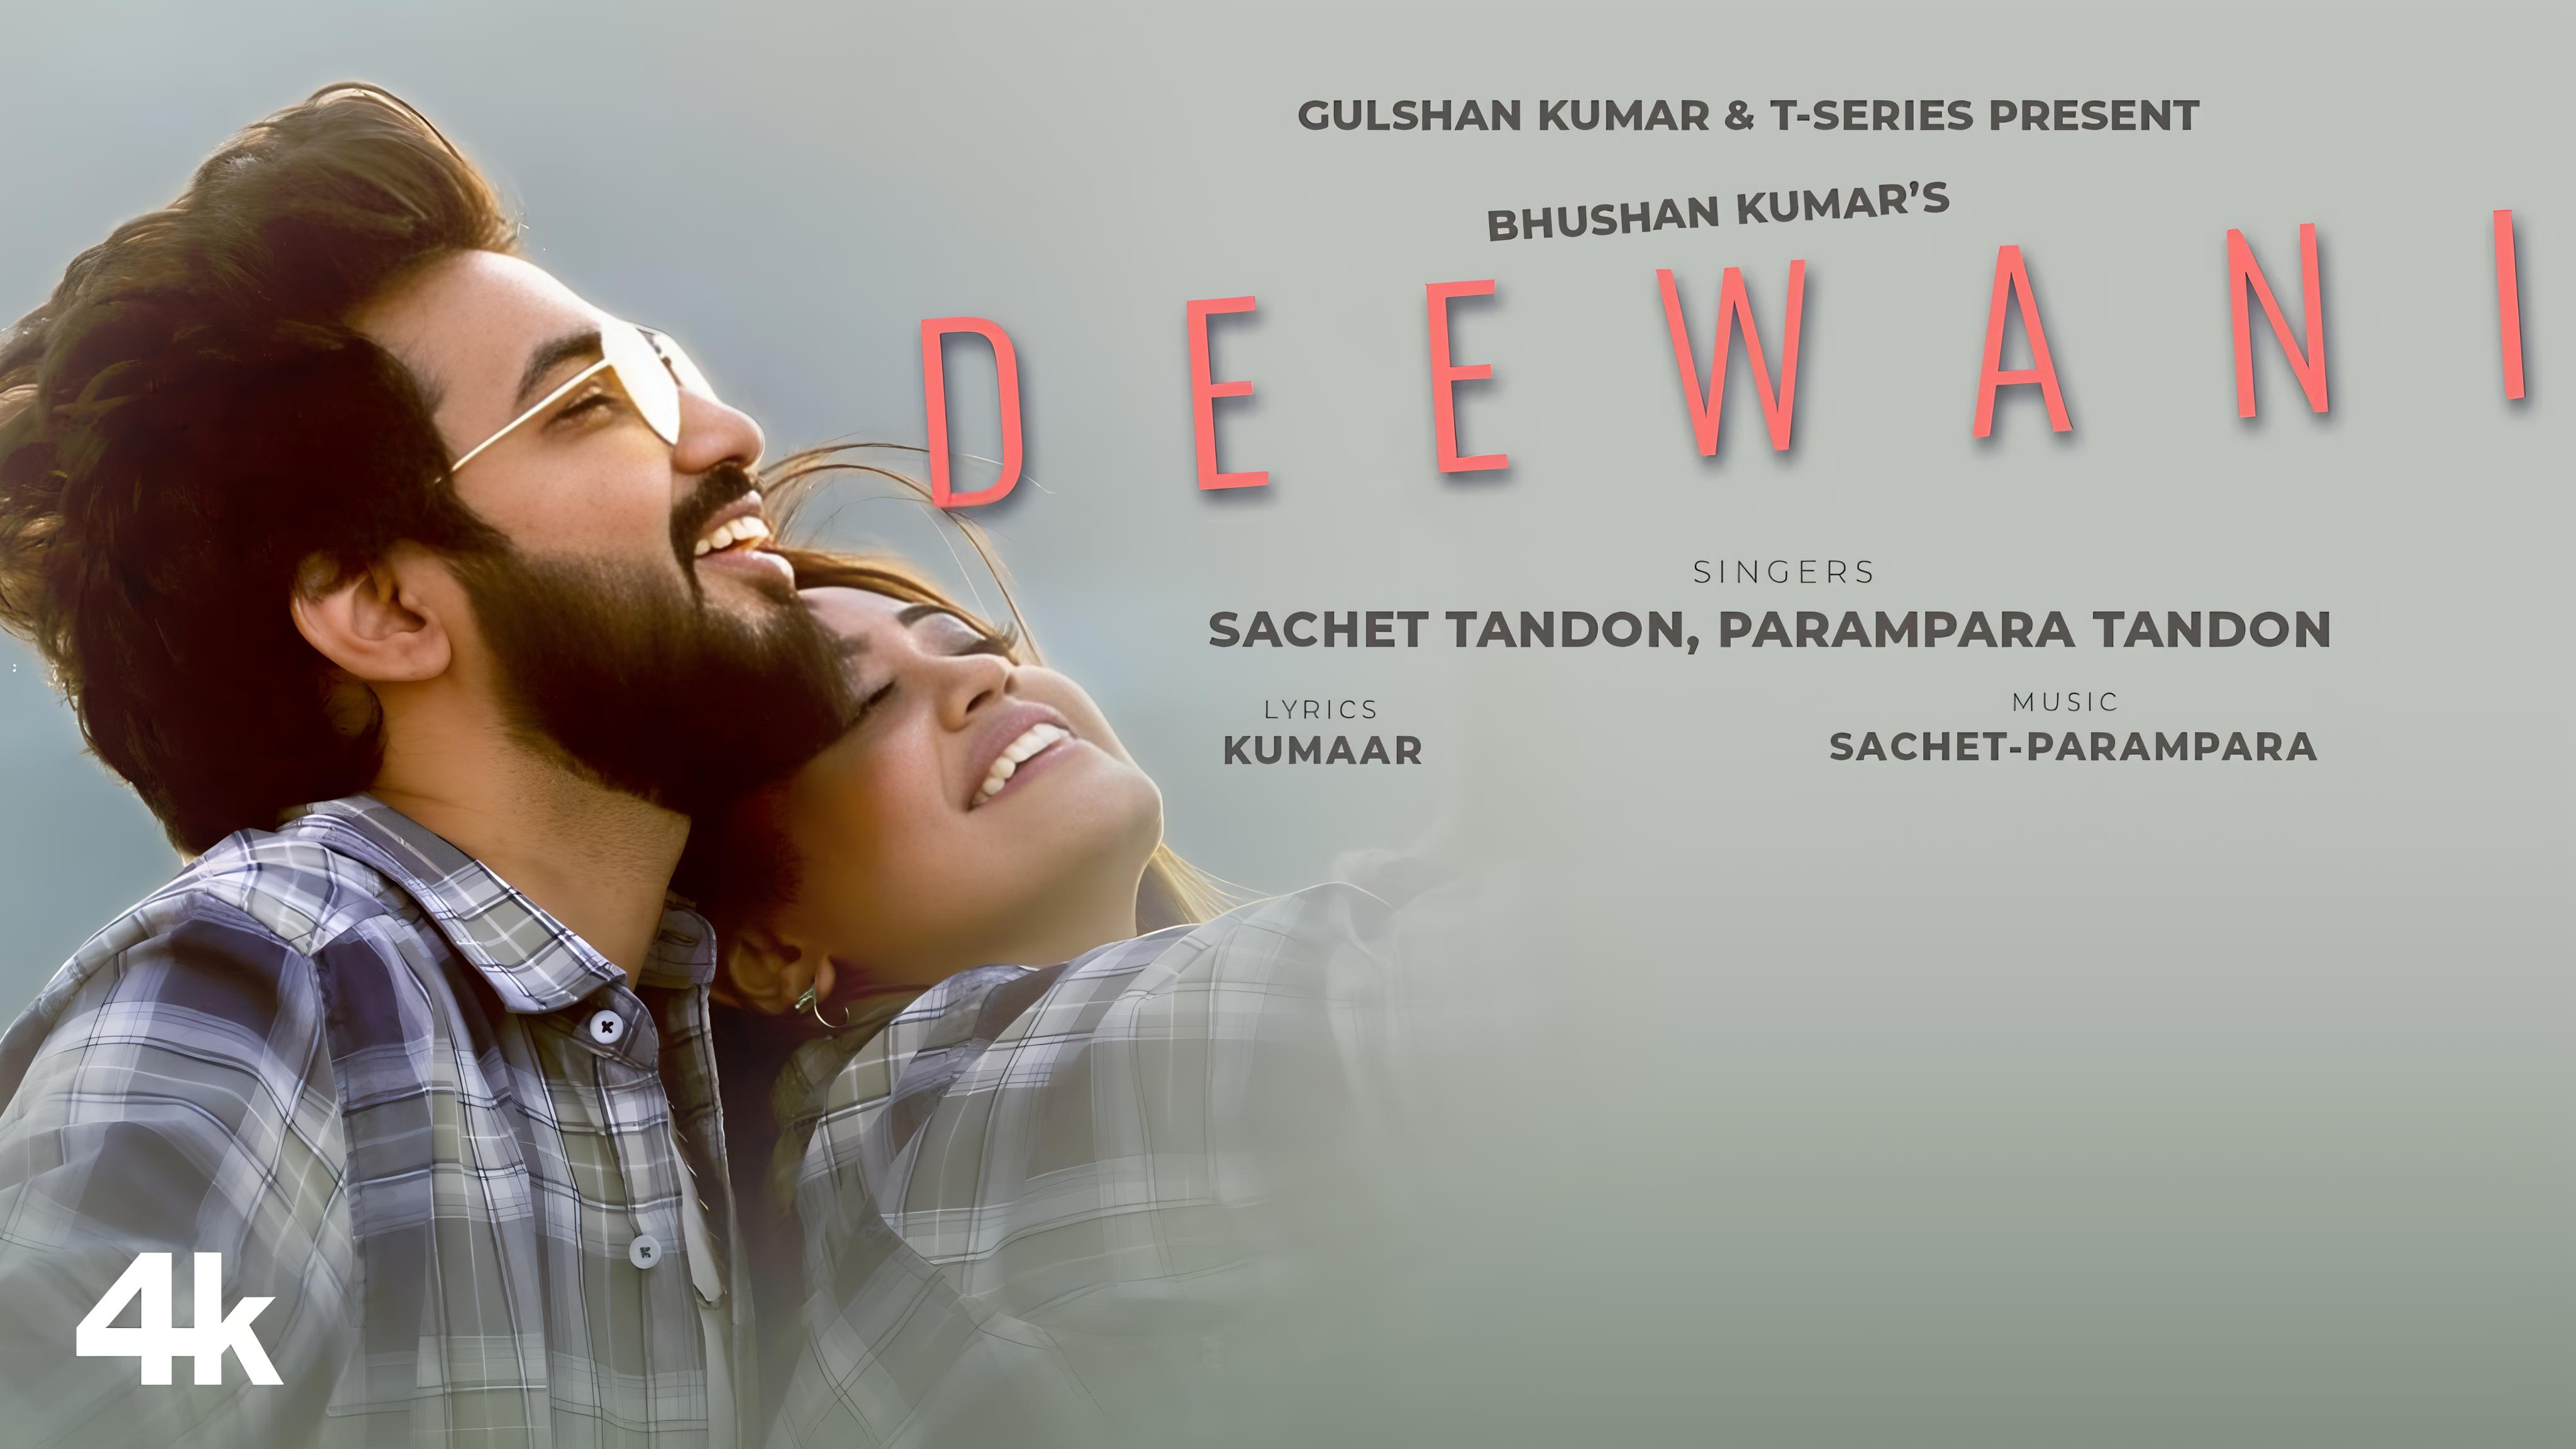 GULSHAN KUMAR & T-SERIES PRESENT
BHUSHAN KUMAR’S
DEEWANI
SINGERS
SACHET TANDON, PARAMPARA TANDON
LYRICS
KUMAAR
MUSIC
SACHET-PARAMPARA
4k